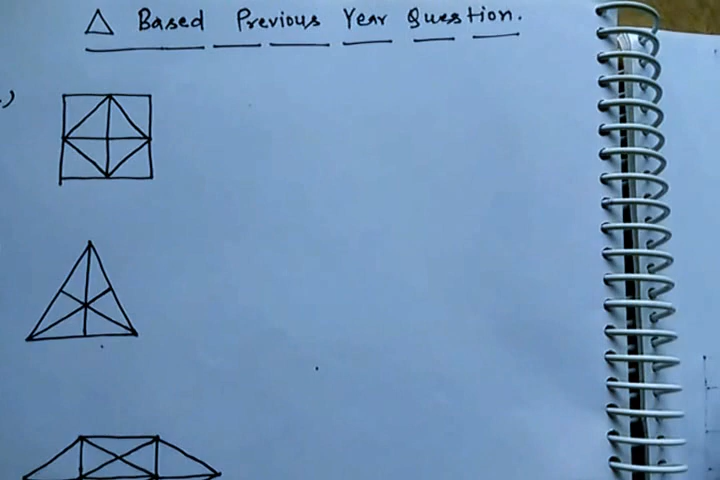 △ Based Previous Year Question.
.)